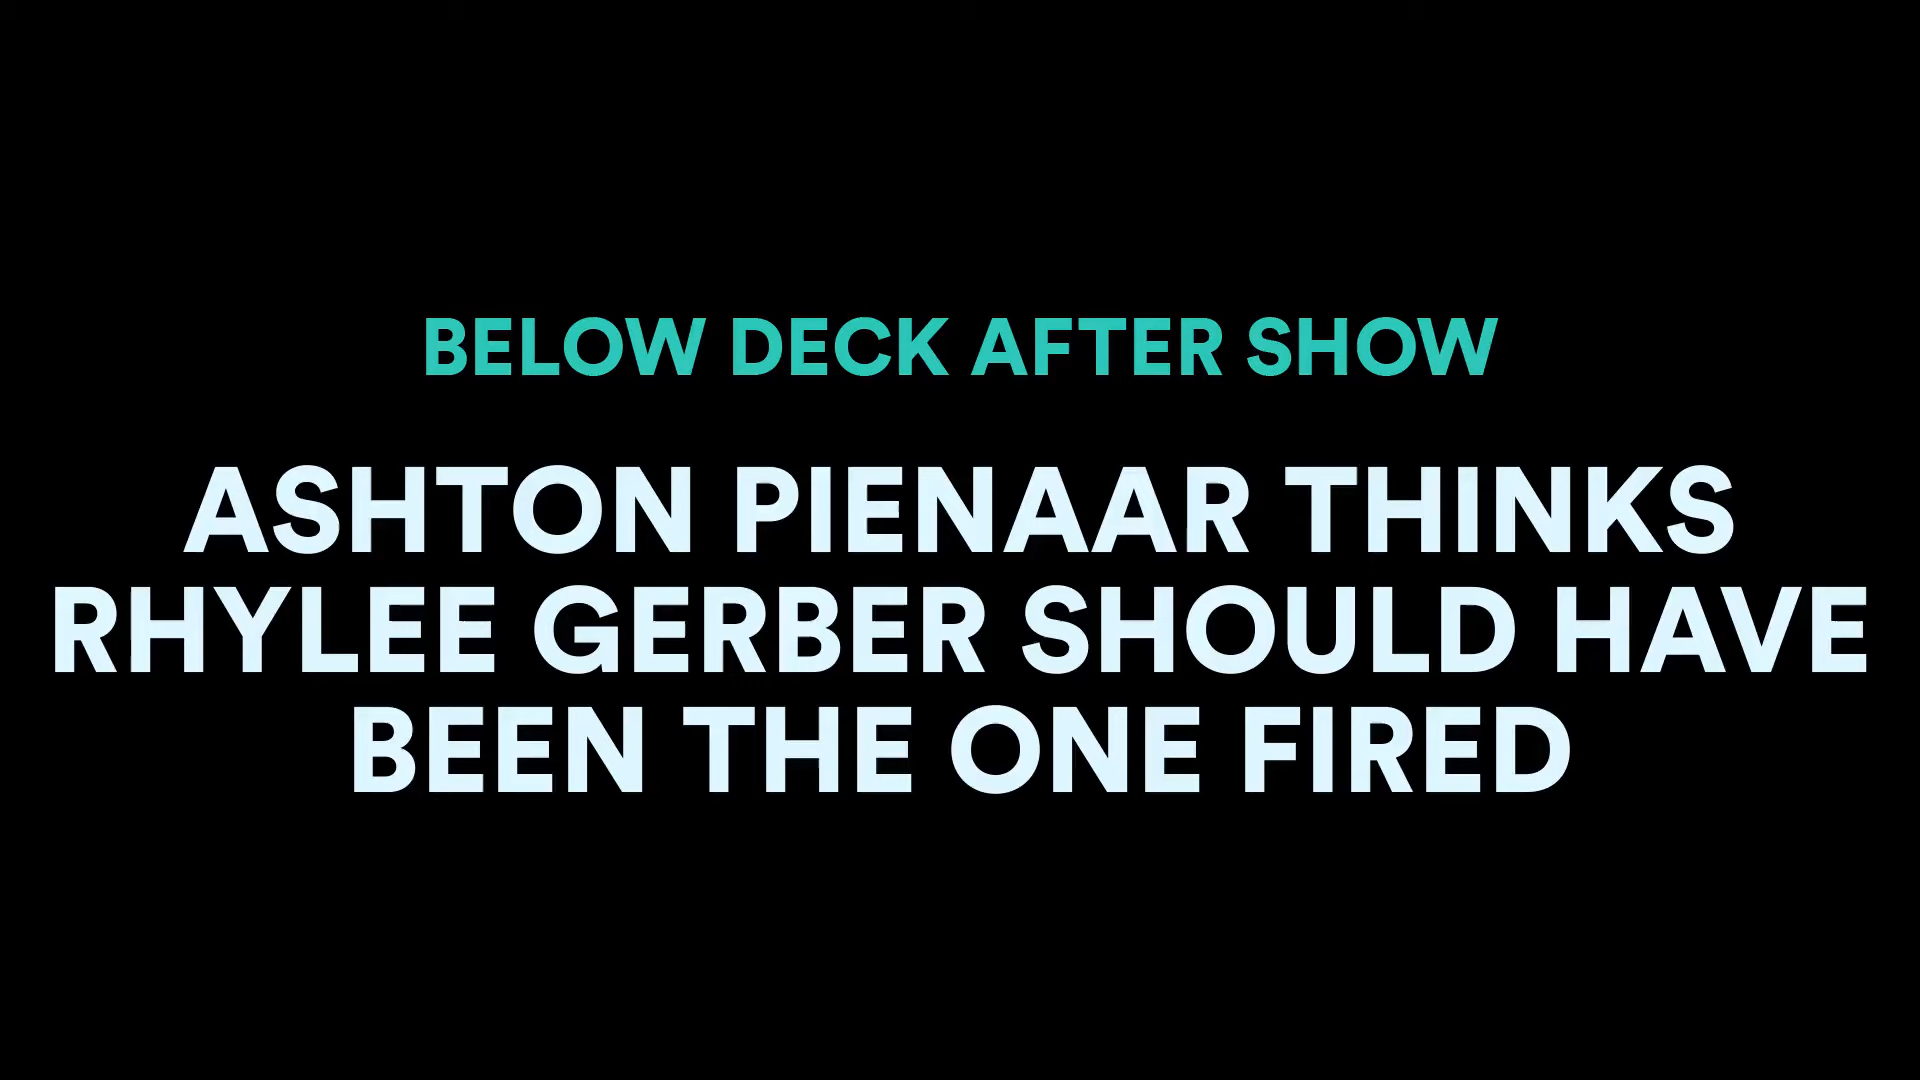 BELOW DECK AFTER SHOW
ASHTON PIENAAR THINKS
RHYLEE GERBER SHOULD HAVE
BEEN THE ONE FIRED